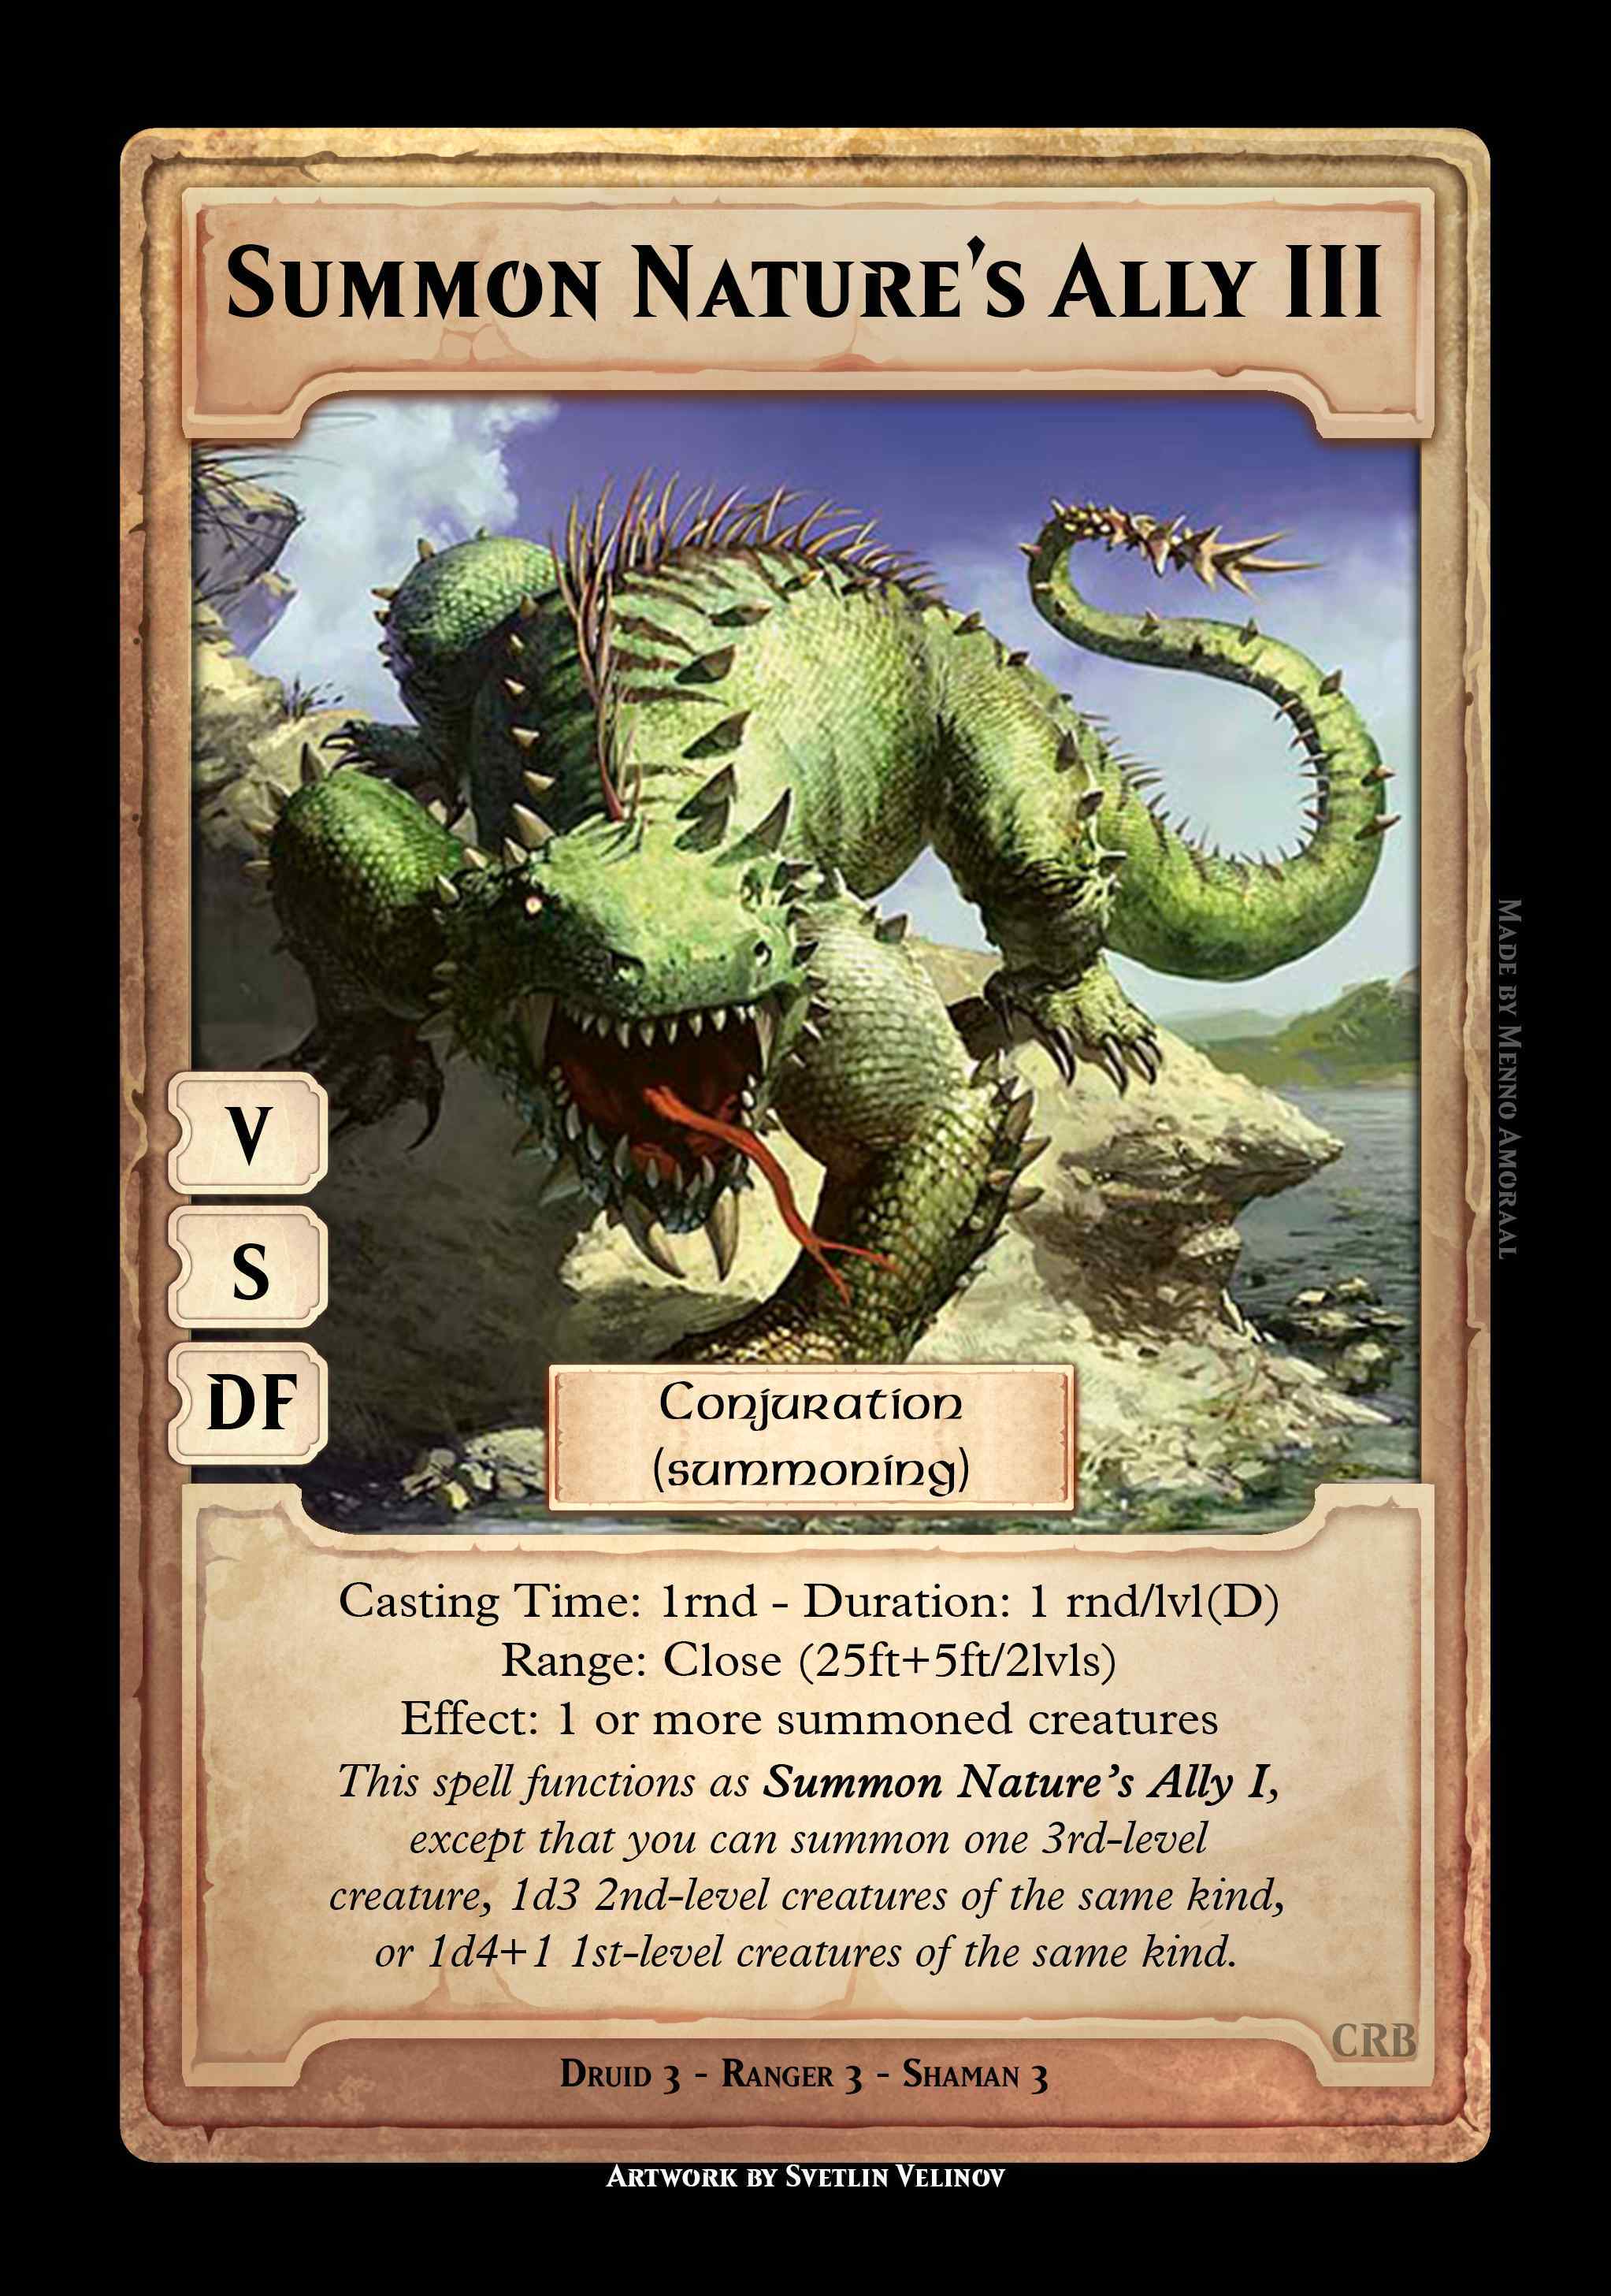 Summon Nature's Ally III
V
S
DF
Conjuration
(summoning)
Casting Time: 1rnd - Duration: 1 rnd/lvl(D)
Range: Close (25ft+5ft/2lvls)
Effect: 1 or more summoned creatures
This spell functions as Summon Nature's Ally I,
except that you can summon one 3rd-level
creature, 1d3 2nd-level creatures of the same kind,
or 1d4+1 1st-level creatures of the same kind.
CRB
Druid 3 - Ranger 3 - Shaman 3
Artwork by Svetlin Velinov
Made by Menno Amoraal